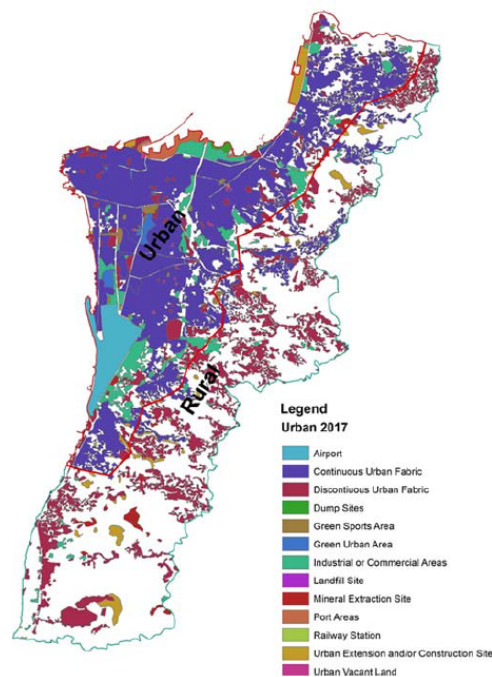 Urban
Rural
Legend
Urban 2017
Airport
Continuous Urban Fabric
Discontiuous Urban Fabric
Dump Sites
Green Sports Area
Green Urban Area
Industrial or Commercial Areas
Landfill Site
Mineral Extraction Site
Port Areas
Railway Station
Urban Extension and/or Construction Site
Urban Vacant Land